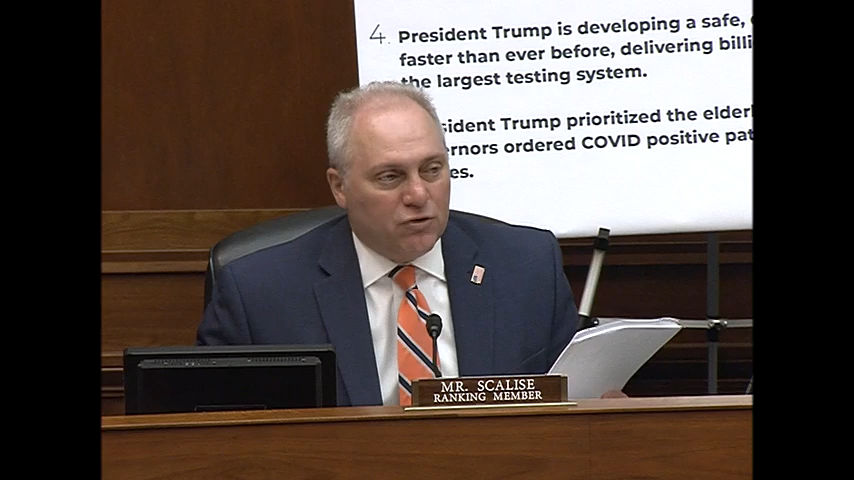 4. President Trump is developing a safe,
faster than ever before, delivering billi
the largest testing system.
sident Trump prioritized the elderl
ernors ordered COVID positive pat
es.
MR. SCALISE
RANKING MEMBER